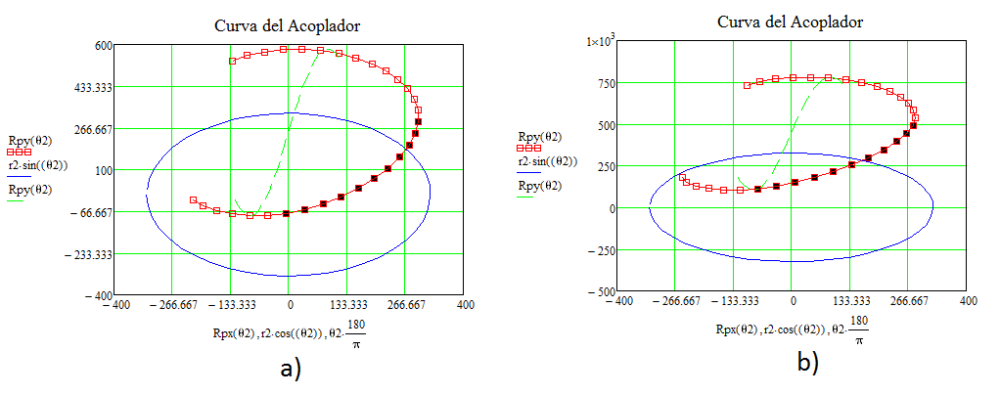 Curva del Acoplador
600
433.333
266.667
100
−66.667
−233.333
−400
−400 −266.667 −133.333 0 133.333 266.667 400
Rpy(θ2)
r2·sin((θ2))
Rpy(θ2)
Rpx(θ2),r2·cos((θ2)),θ2·180/π
a)
Curva del Acoplador
1×10³
750
500
250
0
−250
−500
−400 −266.667 −133.333 0 133.333 266.667 400
Rpy(θ2)
r2·sin((θ2))
Rpy(θ2)
Rpx(θ2),r2·cos((θ2)),θ2·180/π
b)